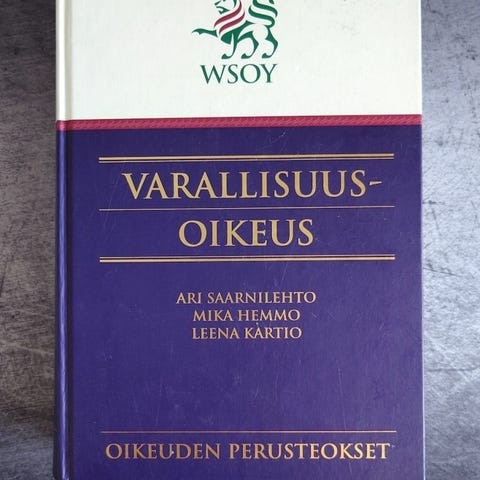 WSOY
VARALLISUUS-
OIKEUS
ARI SAARNILEHTO
MIKA HEMMO
LEENA KARTIO
OIKEUDEN PERUSTEOKSET